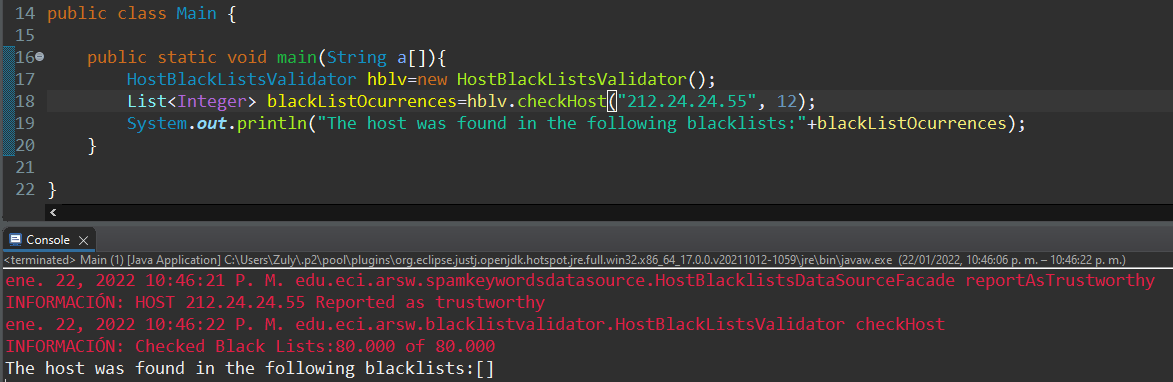 14 public class Main {
15
16 public static void main(String a[]){
17 HostBlackListsValidator hblv=new HostBlackListsValidator();
18 List<Integer> blackListOcurrences=hblv.checkHost("212.24.24.55", 12);
19 System.out.println("The host was found in the following blacklists:"+blackListOcurrences);
20 }
21
22 }
Console
<terminated> Main (1) [Java Application] C:\Users\Zuly\.p2\pool\plugins\org.eclipse.justj.openjdk.hotspot.jre.full.win32.x86_64_17.0.0.v20211012-1059\jre\bin\javaw.exe (22/01/2022, 10:46:06 p. m. – 10:46:22 p. m.)
ene. 22, 2022 10:46:21 P. M. edu.eci.arsw.spamkeywordsdatasource.HostBlacklistsDataSourceFacade reportAsTrustworthy
INFORMACIÓN: HOST 212.24.24.55 Reported as trustworthy
ene. 22, 2022 10:46:22 P. M. edu.eci.arsw.blacklistvalidator.HostBlackListsValidator checkHost
INFORMACIÓN: Checked Black Lists:80.000 of 80.000
The host was found in the following blacklists:[]